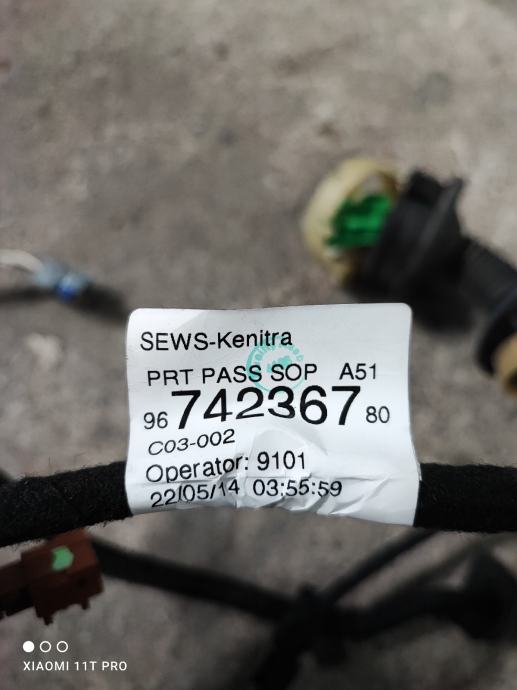 SEWS-Kenitra
PRT PASS SOP A51
96 742367 80
C03-002
Operator: 9101
22/05/14 03:55:59
XIAOMI 11T PRO